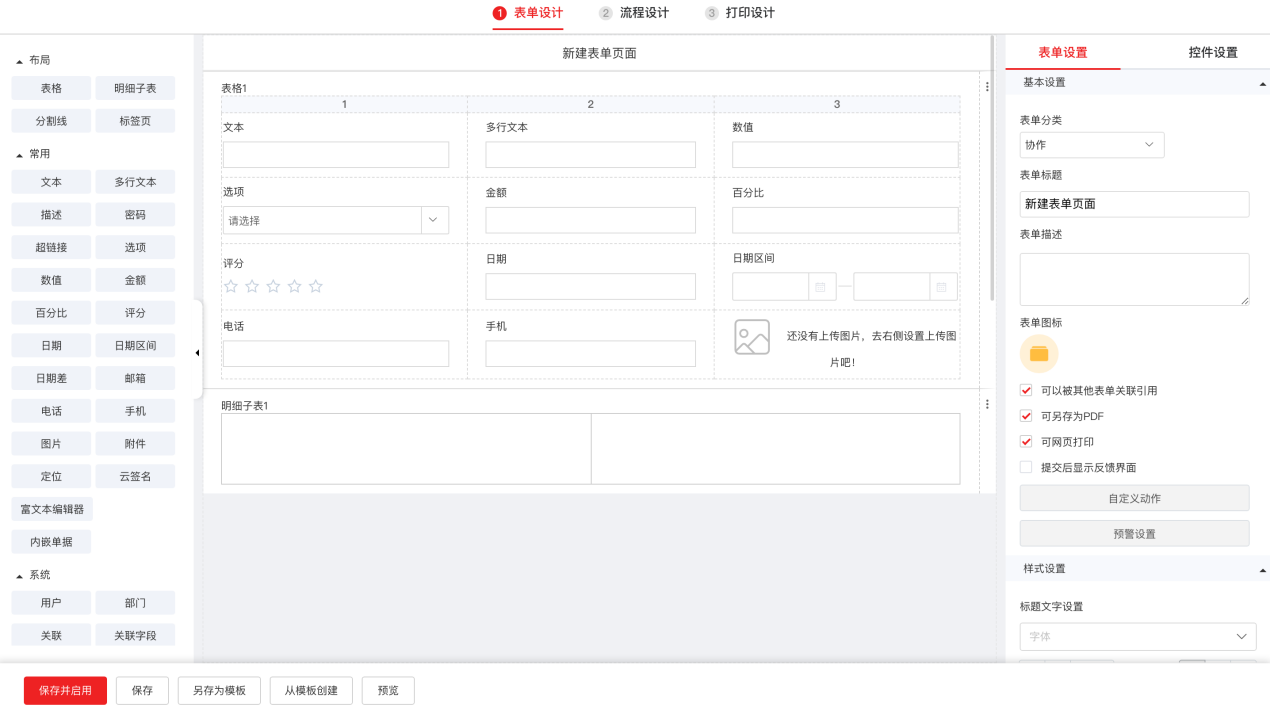 1 表单设计 2 流程设计 3 打印设计
布局
表格 明细子表
分割线 标签页
常用
文本 多行文本
描述 密码
超链接 选项
数值 金额
百分比 评分
日期 日期区间
日期差 邮箱
电话 手机
图片 附件
定位 云签名
富文本编辑器
内嵌单据
系统
用户 部门
关联 关联字段
新建表单页面
表格1
1 2 3
文本 多行文本 数值
选项 金额 百分比
请选择
评分 日期 日期区间
电话 手机
还没有上传图片，去右侧设置上传图
片吧！
明细子表1
表单设置 控件设置
基本设置
表单分类
协作
表单标题
新建表单页面
表单描述
表单图标
可以被其他表单关联引用
可另存为PDF
可网页打印
提交后显示反馈界面
自定义动作
预警设置
样式设置
标题文字设置
字体
保存并启用 保存 另存为模板 从模板创建 预览